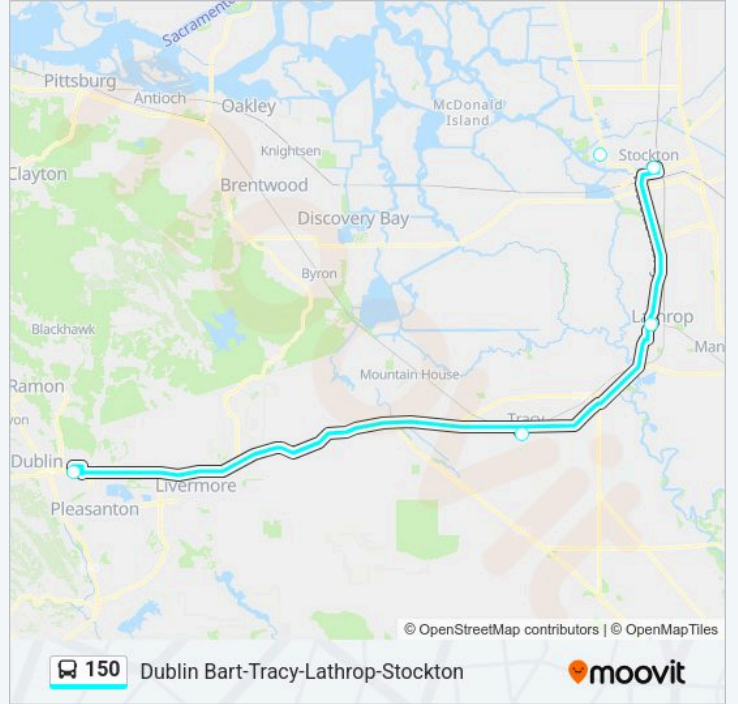 Sacramento
Pittsburg
Antioch
Oakley
McDonald
Island
Knightsen
Stockton
Clayton
Brentwood
Discovery Bay
Byron
Lathrop
Blackhawk
Man
Mountain House
Ramon
von
Tracy
Dublin
Livermore
Pleasanton
© OpenStreetMap contributors | © OpenMapTiles
150 Dublin Bart-Tracy-Lathrop-Stockton
moovit